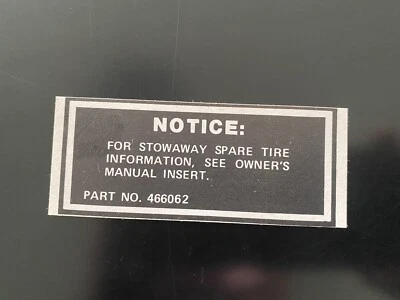 NOTICE:
FOR STOWAWAY SPARE TIRE
INFORMATION, SEE OWNER'S
MANUAL INSERT.
PART NO. 466062